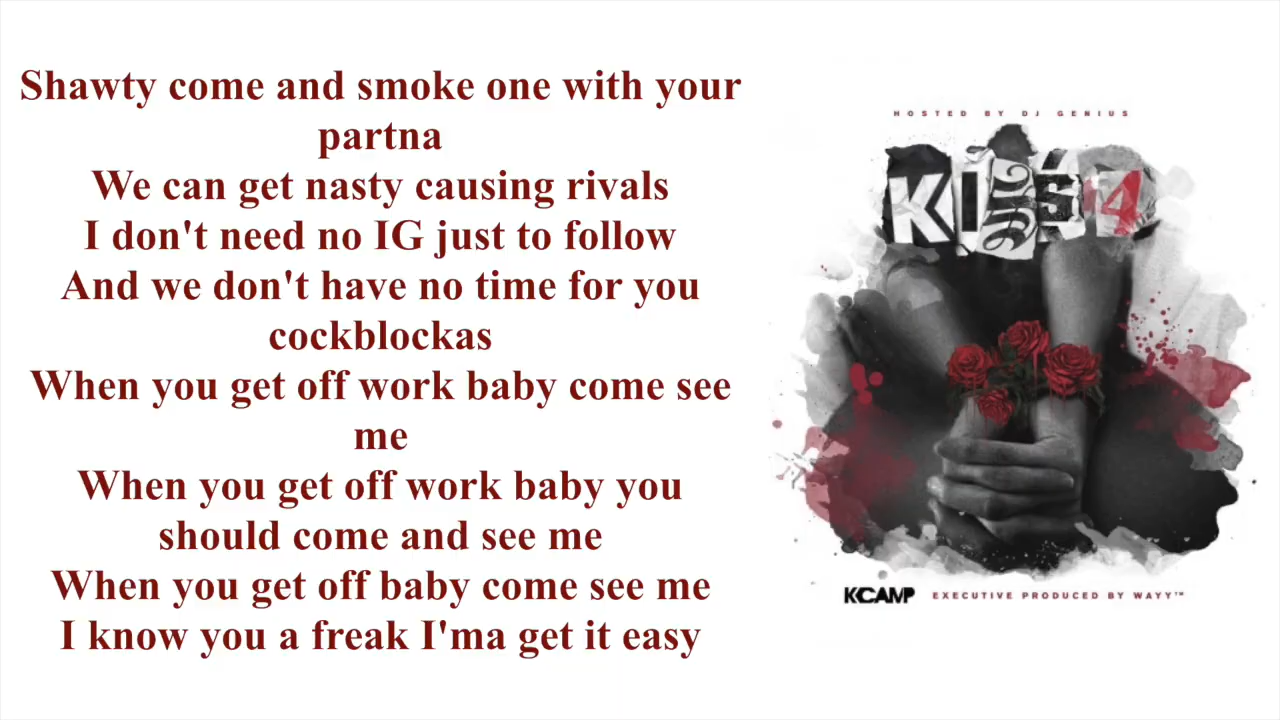 Shawty come and smoke one with your
partna
We can get nasty causing rivals
I don't need no IG just to follow
And we don't have no time for you
cockblockas
When you get off work baby come see
me
When you get off work baby you
should come and see me
When you get off baby come see me
I know you a freak I'ma get it easy
HOSTED BY DJ GENIUS
KISS 4
KCAMP EXECUTIVE PRODUCED BY WAYY™